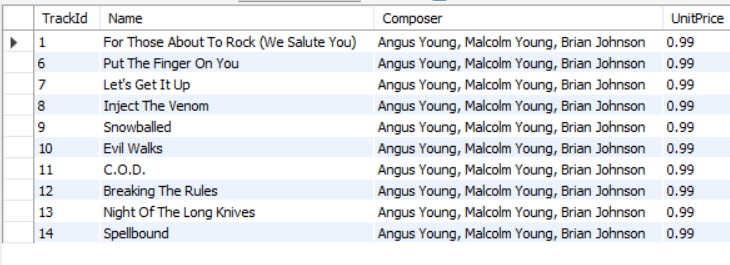 TrackId Name Composer UnitPrice
1 For Those About To Rock (We Salute You) Angus Young, Malcolm Young, Brian Johnson 0.99
6 Put The Finger On You Angus Young, Malcolm Young, Brian Johnson 0.99
7 Let's Get It Up Angus Young, Malcolm Young, Brian Johnson 0.99
8 Inject The Venom Angus Young, Malcolm Young, Brian Johnson 0.99
9 Snowballed Angus Young, Malcolm Young, Brian Johnson 0.99
10 Evil Walks Angus Young, Malcolm Young, Brian Johnson 0.99
11 C.O.D. Angus Young, Malcolm Young, Brian Johnson 0.99
12 Breaking The Rules Angus Young, Malcolm Young, Brian Johnson 0.99
13 Night Of The Long Knives Angus Young, Malcolm Young, Brian Johnson 0.99
14 Spellbound Angus Young, Malcolm Young, Brian Johnson 0.99